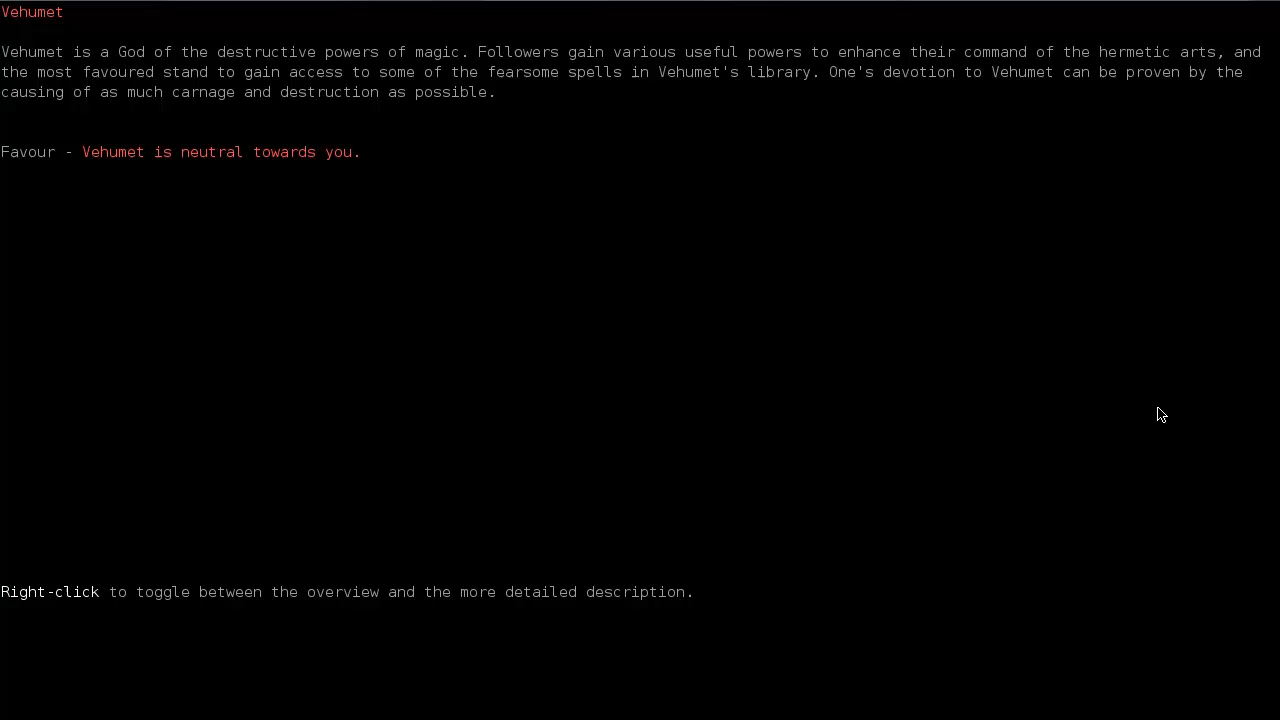 Vehumet
Vehumet is a God of the destructive powers of magic. Followers gain various useful powers to enhance their command of the hermetic arts, and
the most favoured stand to gain access to some of the fearsome spells in Vehumet's library. One's devotion to Vehumet can be proven by the
causing of as much carnage and destruction as possible.
Favour - Vehumet is neutral towards you.
Right-click to toggle between the overview and the more detailed description.